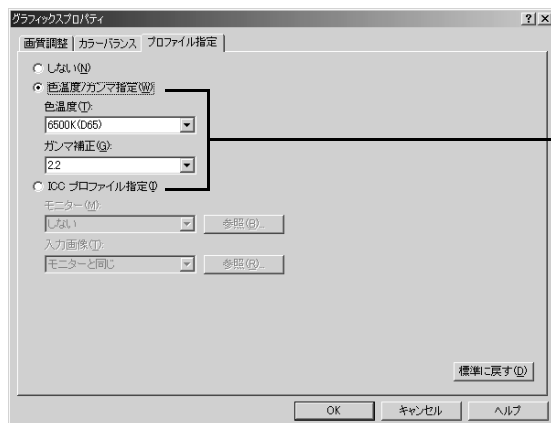 グラフィックスプロパティ
画質調整 カラーバランス プロファイル指定
しない(N)
色温度/ガンマ指定(W)
色温度(T):
6500K(D65)
ガンマ補正(G):
2.2
ICC プロファイル指定(I)
モニター(M):
しない 参照(B)...
入力画像(T):
モニターと同じ 参照(R)...
標準に戻す(D)
OK キャンセル ヘルプ